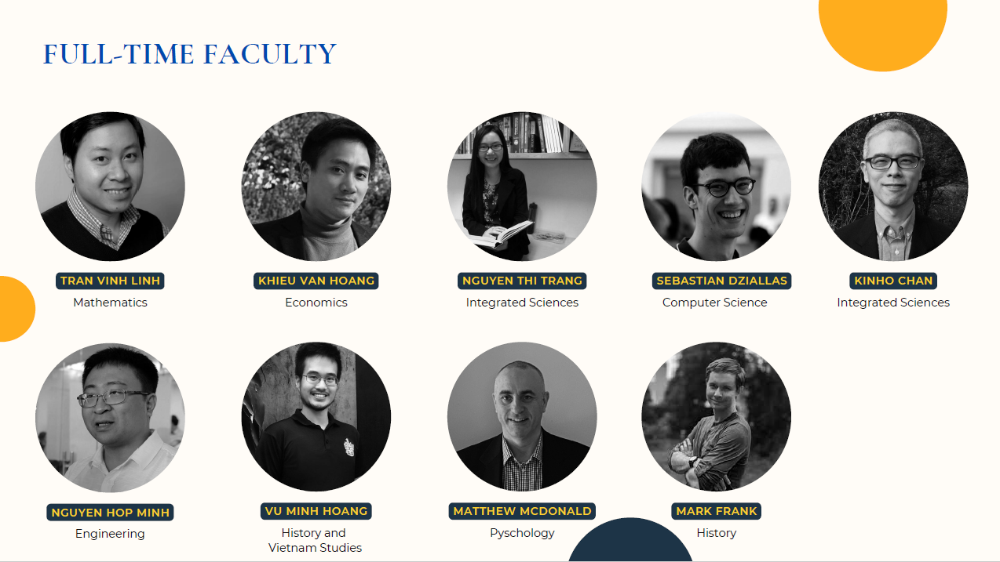 FULL-TIME FACULTY
TRAN VINH LINH
Mathematics
KHIEU VAN HOANG
Economics
NGUYEN THI TRANG
Integrated Sciences
SEBASTIAN DZIALLAS
Computer Science
KINHO CHAN
Integrated Sciences
NGUYEN HOP MINH
Engineering
VU MINH HOANG
History and
Vietnam Studies
MATTHEW MCDONALD
Pyschology
MARK FRANK
History